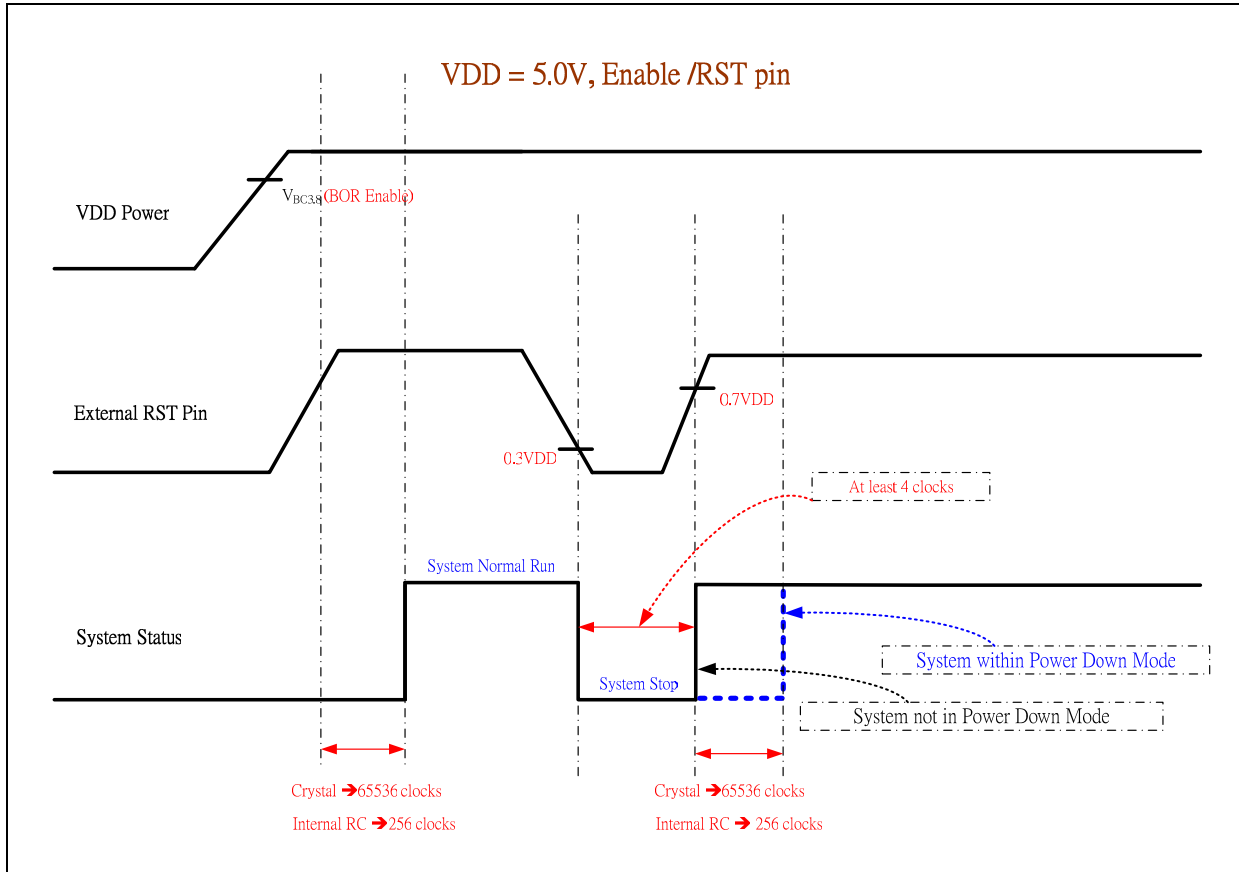 VDD = 5.0V, Enable /RST pin
VBC3.8 (BOR Enable)
VDD Power
0.7VDD
External RST Pin
0.3VDD
At least 4 clocks
System Normal Run
System Status
System within Power Down Mode
System Stop
System not in Power Down Mode
Crystal ➔65536 clocks
Internal RC ➔256 clocks
Crystal ➔65536 clocks
Internal RC ➔ 256 clocks